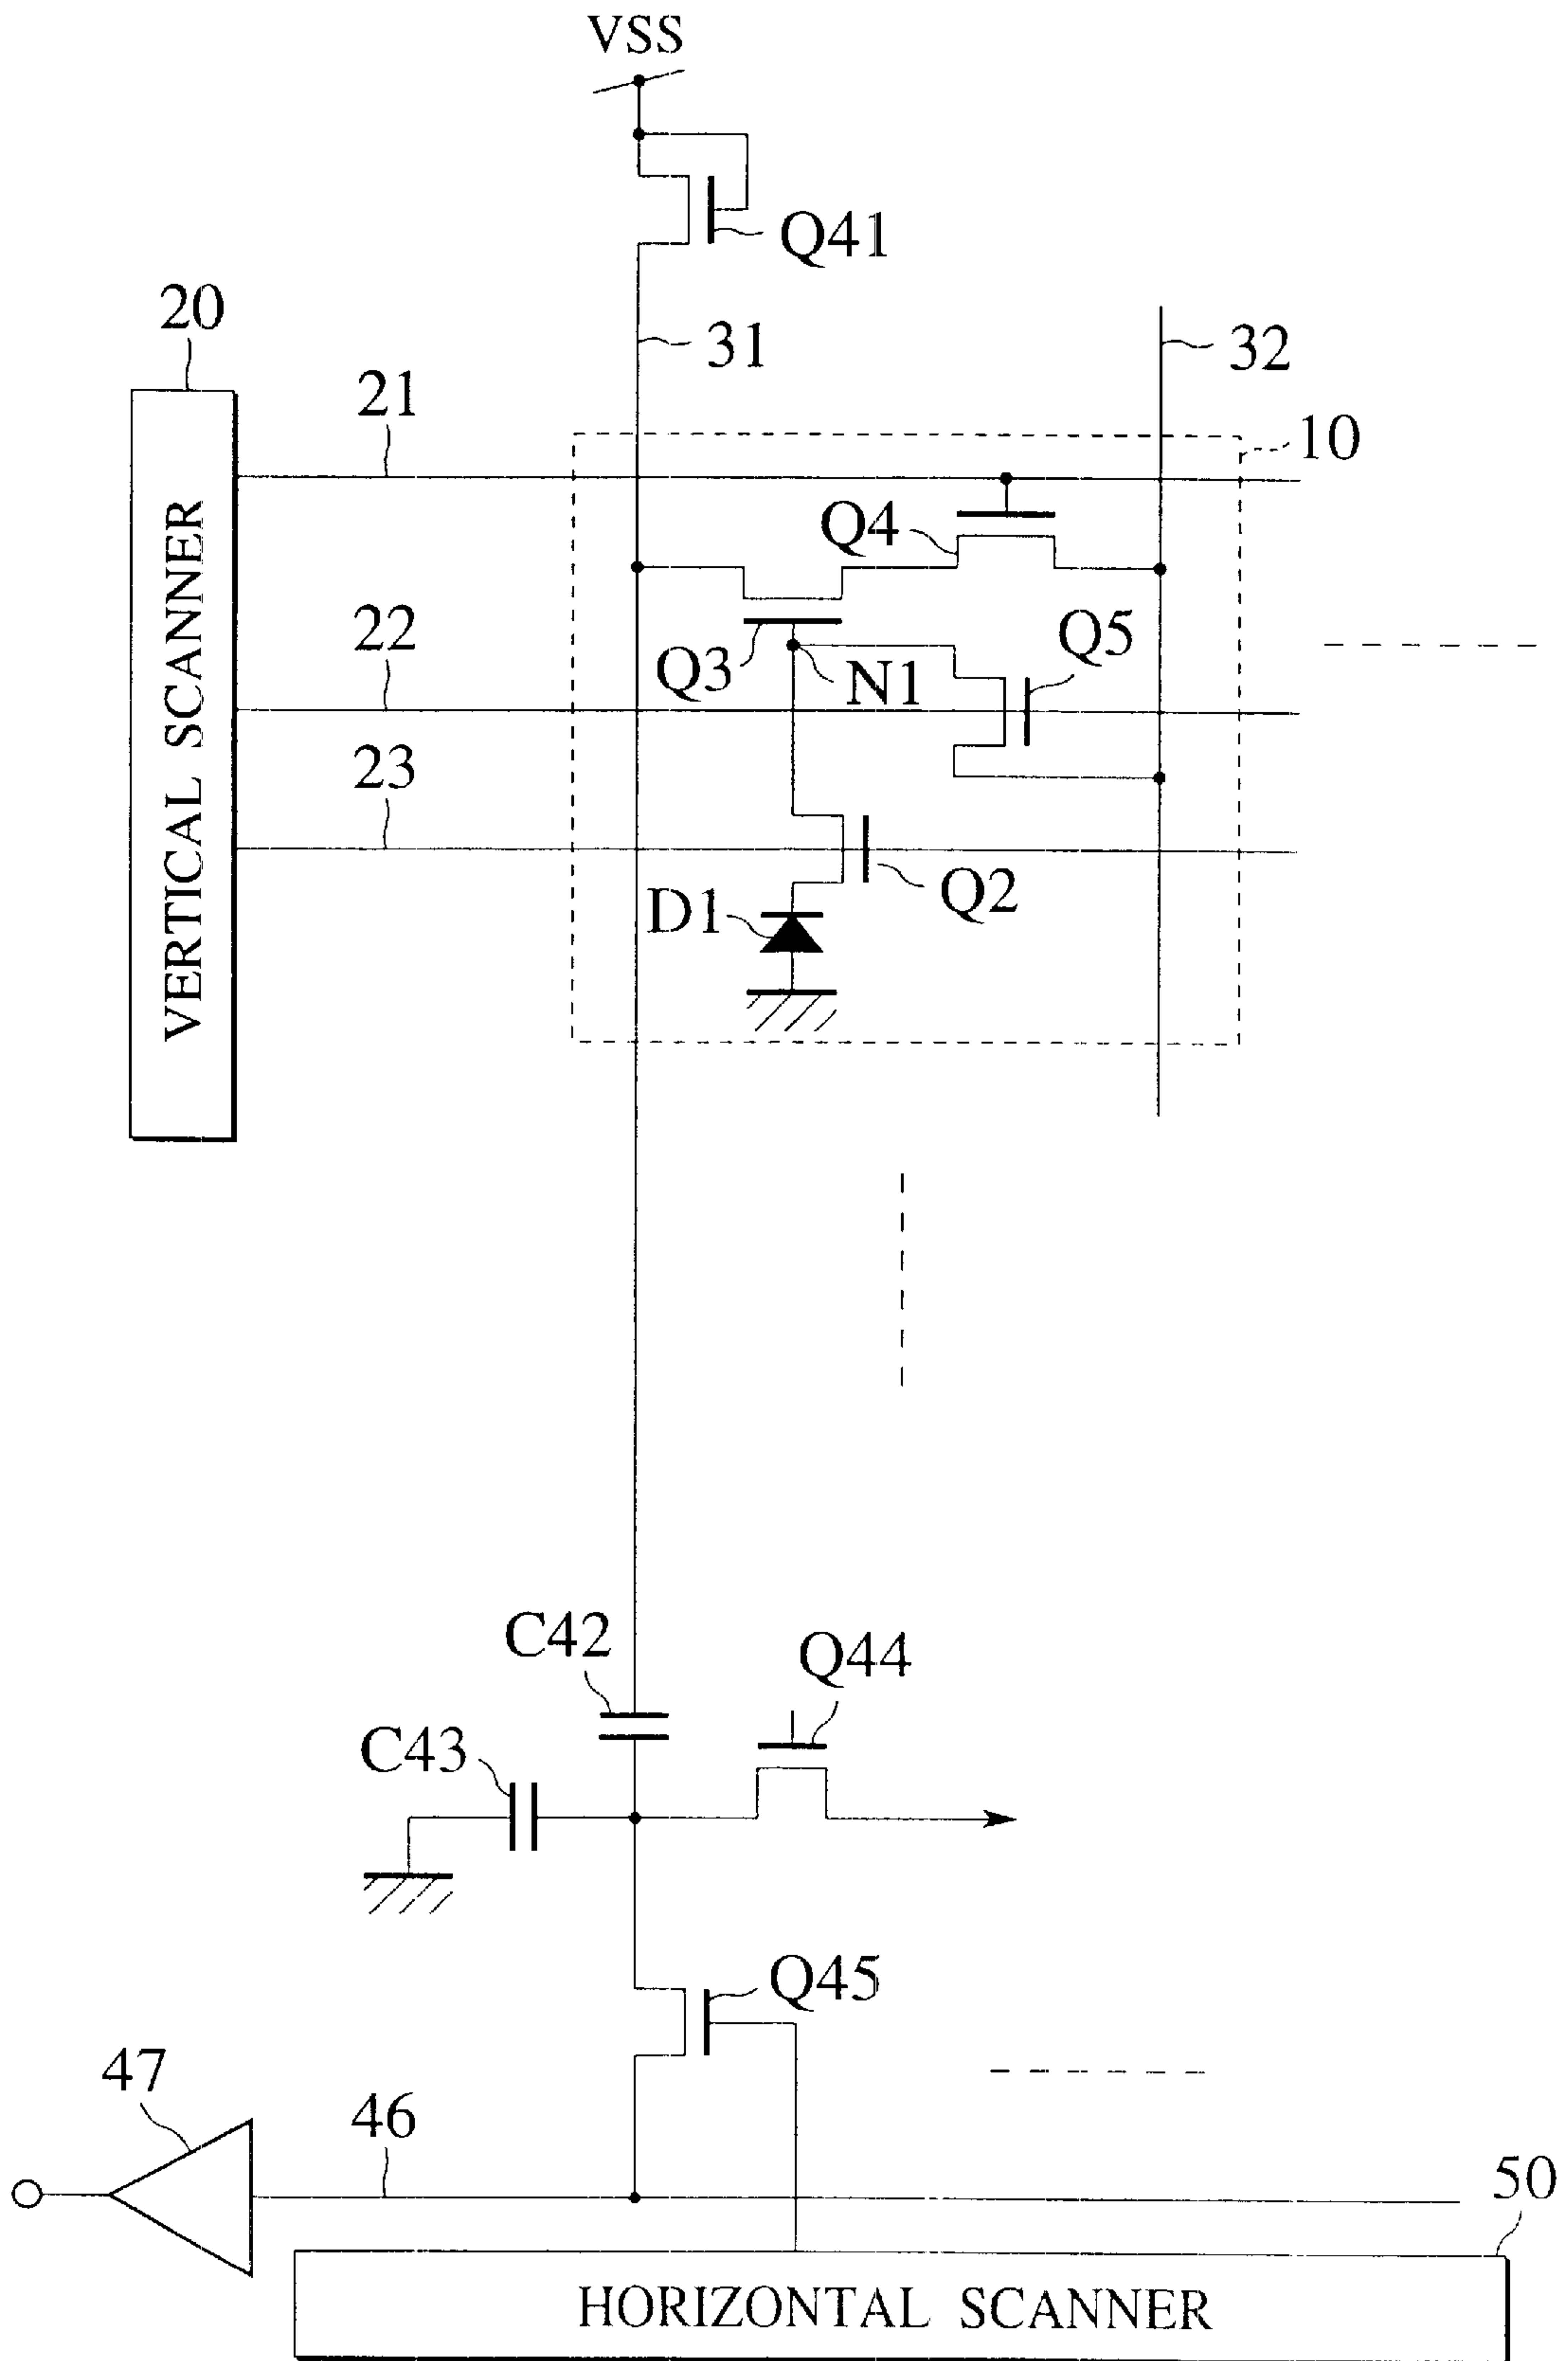 VSS
Q41
20
31
32
21
10
Q4
VERTICAL SCANNER
22
Q5
Q3
N1
23
D1
Q2
C42
Q44
C43
Q45
47
46
50
HORIZONTAL SCANNER